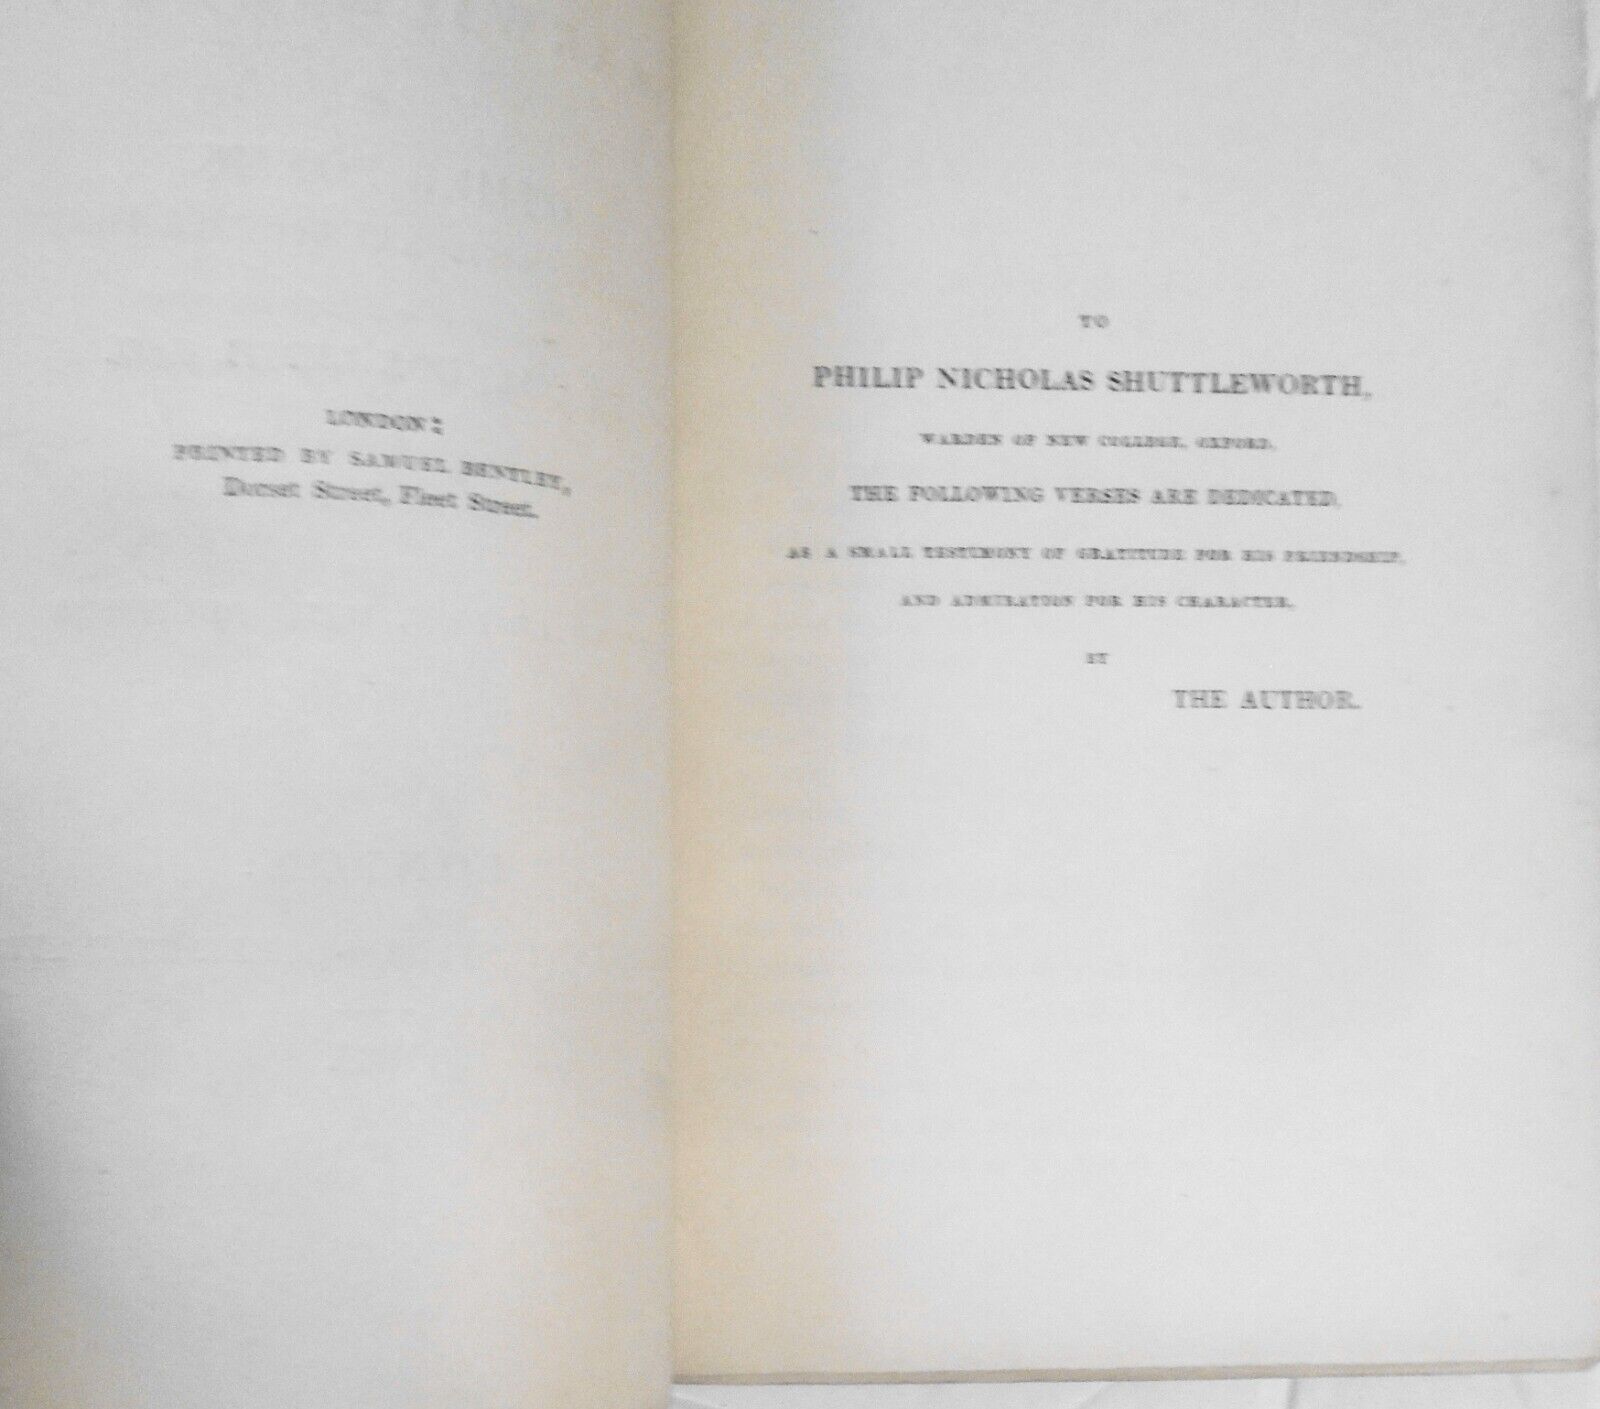 LONDON:
PRINTED BY SAMUEL BENTLEY,
Dorset Street, Fleet Street.
TO
PHILIP NICHOLAS SHUTTLEWORTH,
WARDEN OF NEW COLLEGE, OXFORD,
THE FOLLOWING VERSES ARE DEDICATED,
AS A SMALL TESTIMONY OF GRATITUDE FOR HIS FRIENDSHIP,
AND ADMIRATION FOR HIS CHARACTER,
BY
THE AUTHOR.